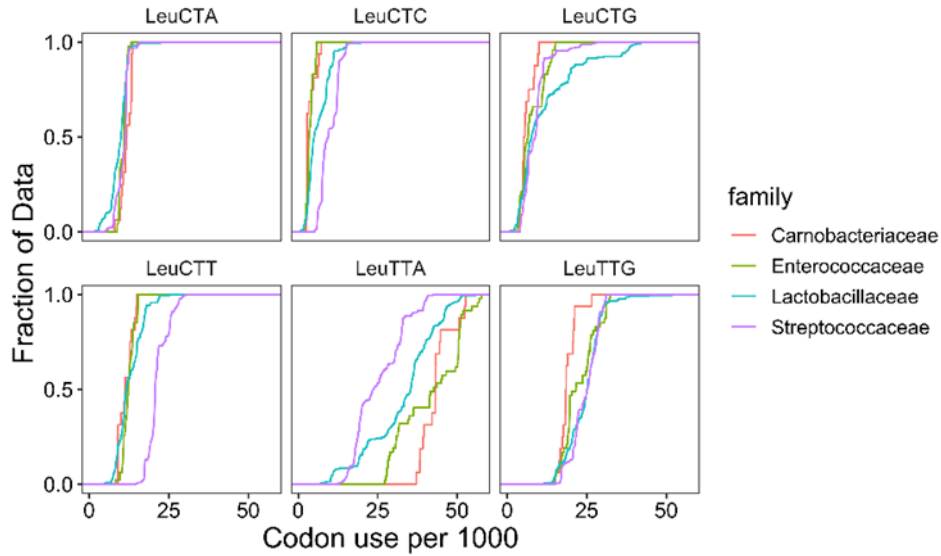 LeuCTA LeuCTC LeuCTG
1.0
0.5
0.0
LeuCTT LeuTTA LeuTTG
1.0
0.5
0.0
0 25 50 0 25 50 0 25 50
Codon use per 1000
Fraction of Data
family
Carnobacteriaceae
Enterococcaceae
Lactobacillaceae
Streptococcaceae